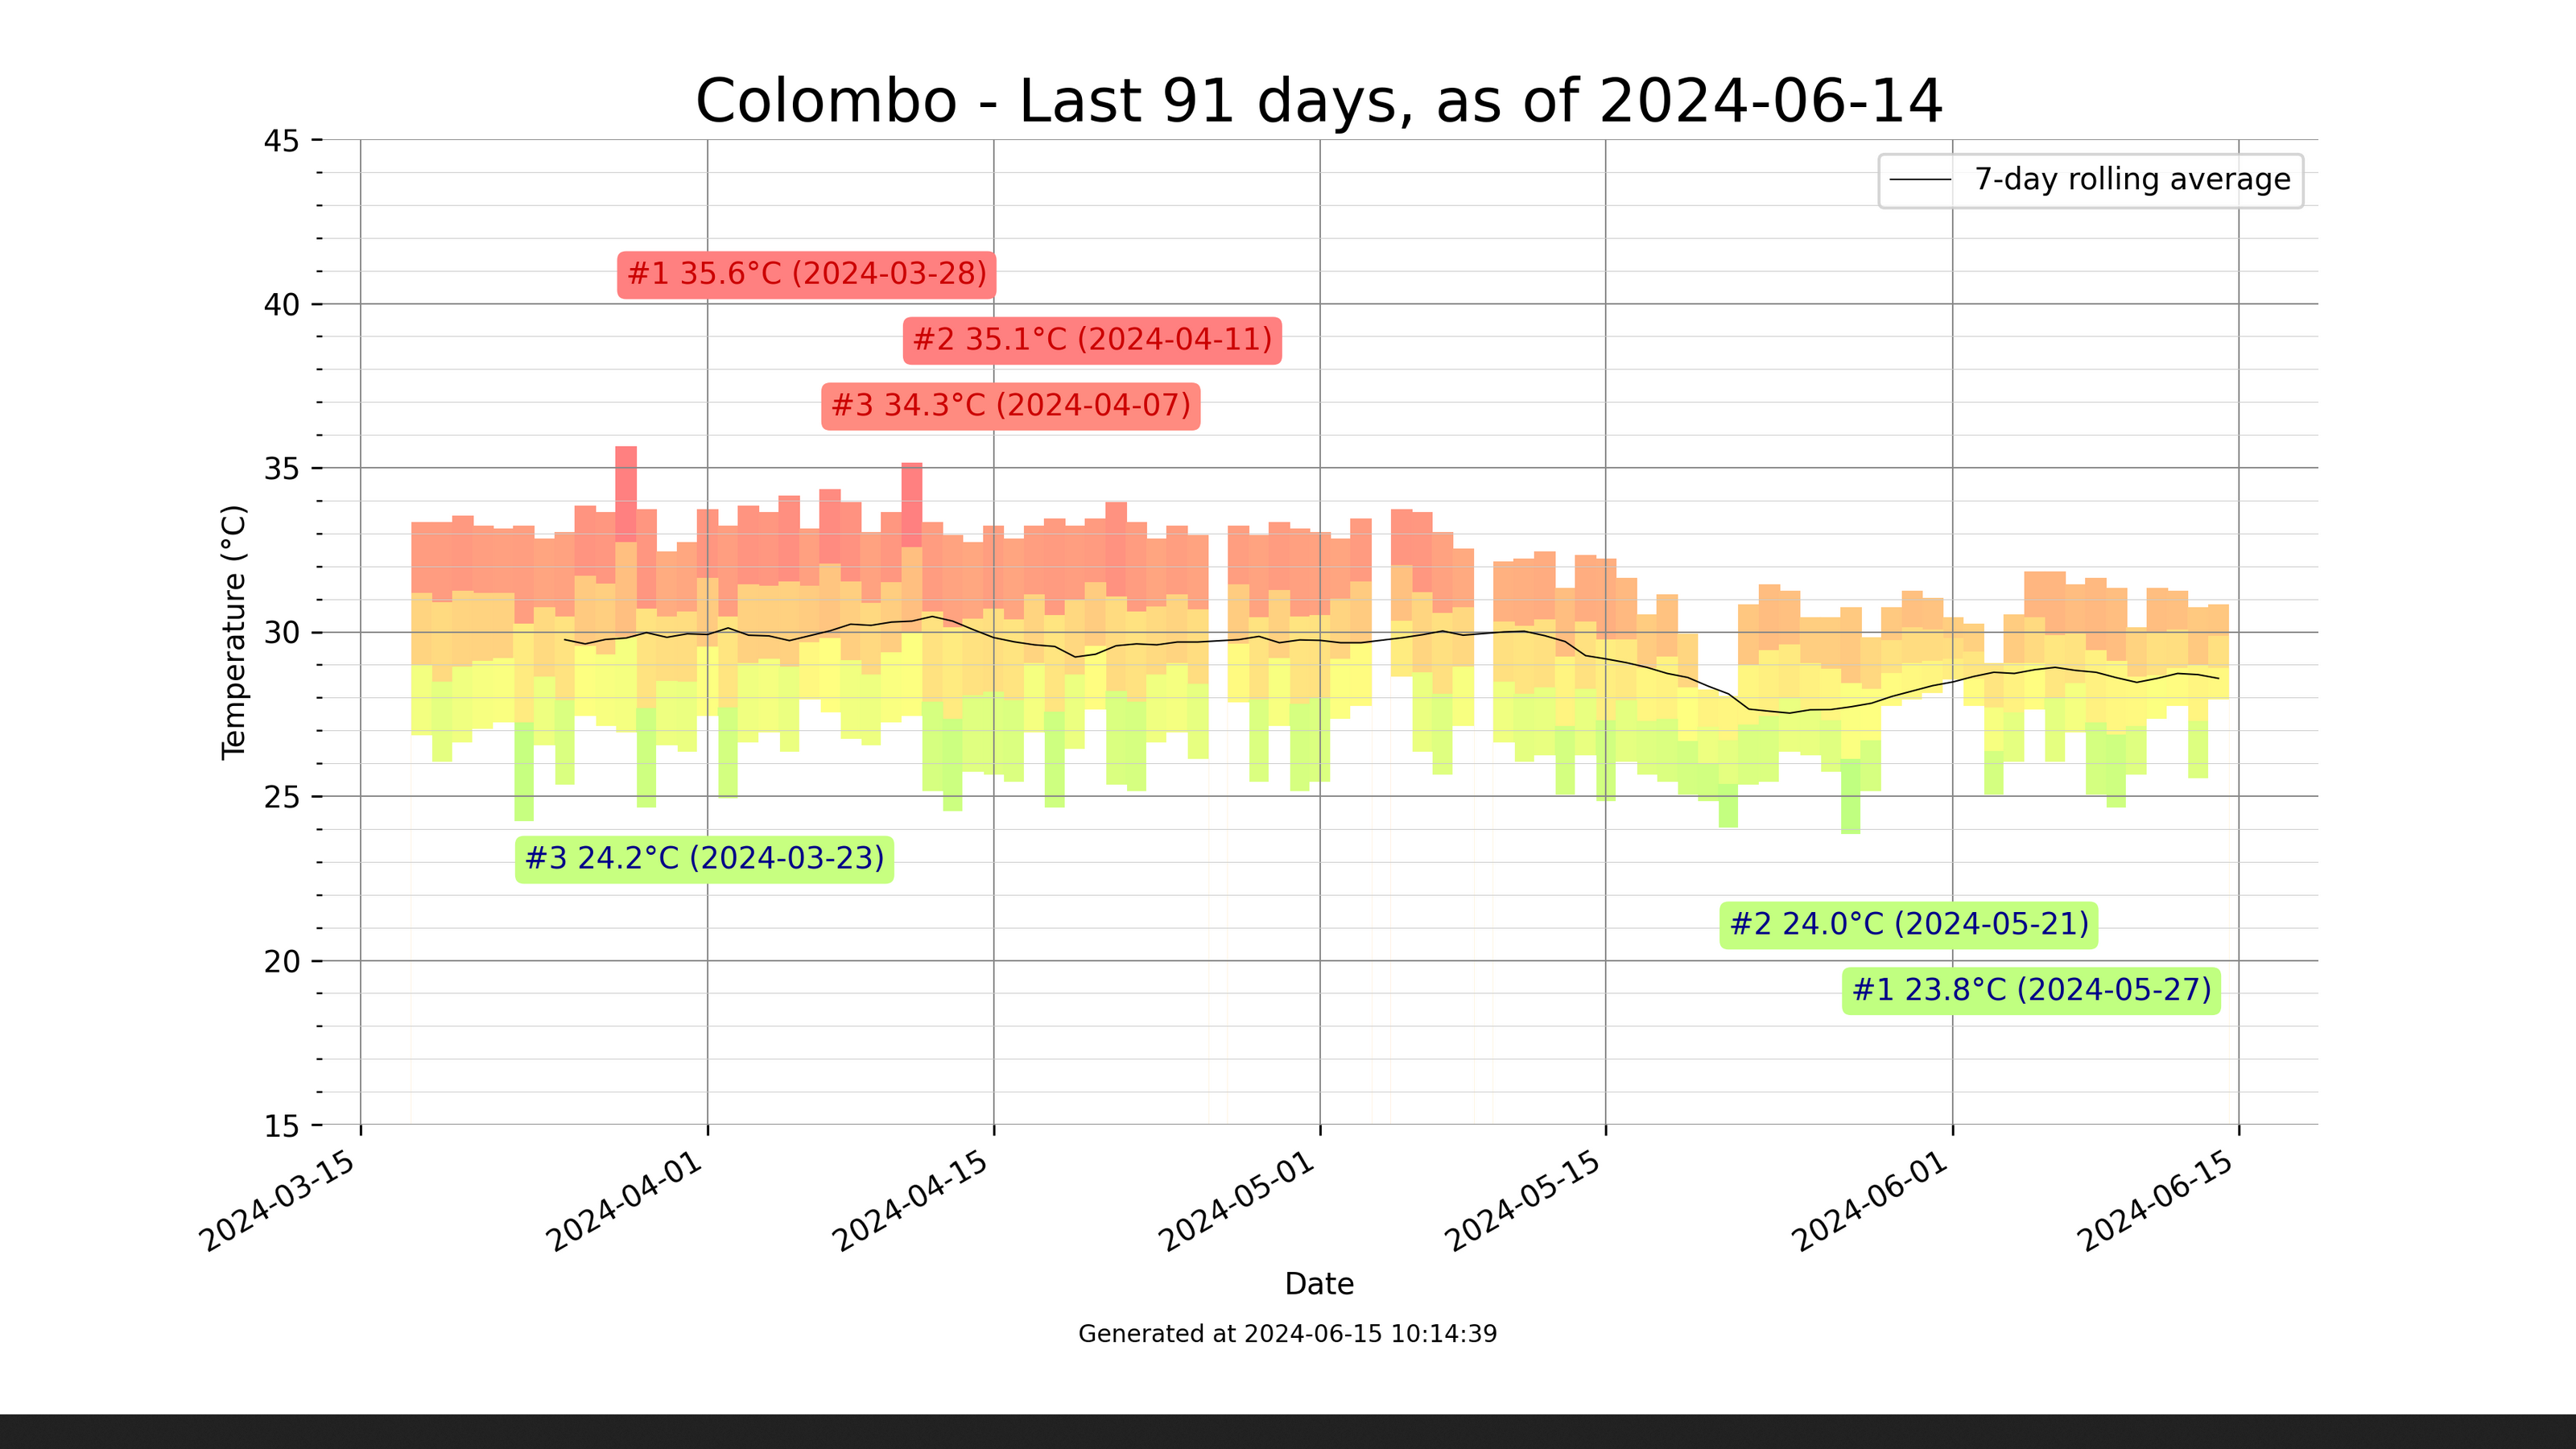 Colombo - Last 91 days, as of 2024-06-14
45
7-day rolling average
#1 35.6°C (2024-03-28)
40
#2 35.1°C (2024-04-11)
#3 34.3°C (2024-04-07)
35
Temperature (°C)
30
25
#3 24.2°C (2024-03-23)
#2 24.0°C (2024-05-21)
20
#1 23.8°C (2024-05-27)
15
2024-03-15
2024-04-01
2024-04-15
2024-05-01
2024-05-15
2024-06-01
2024-06-15
Date
Generated at 2024-06-15 10:14:39